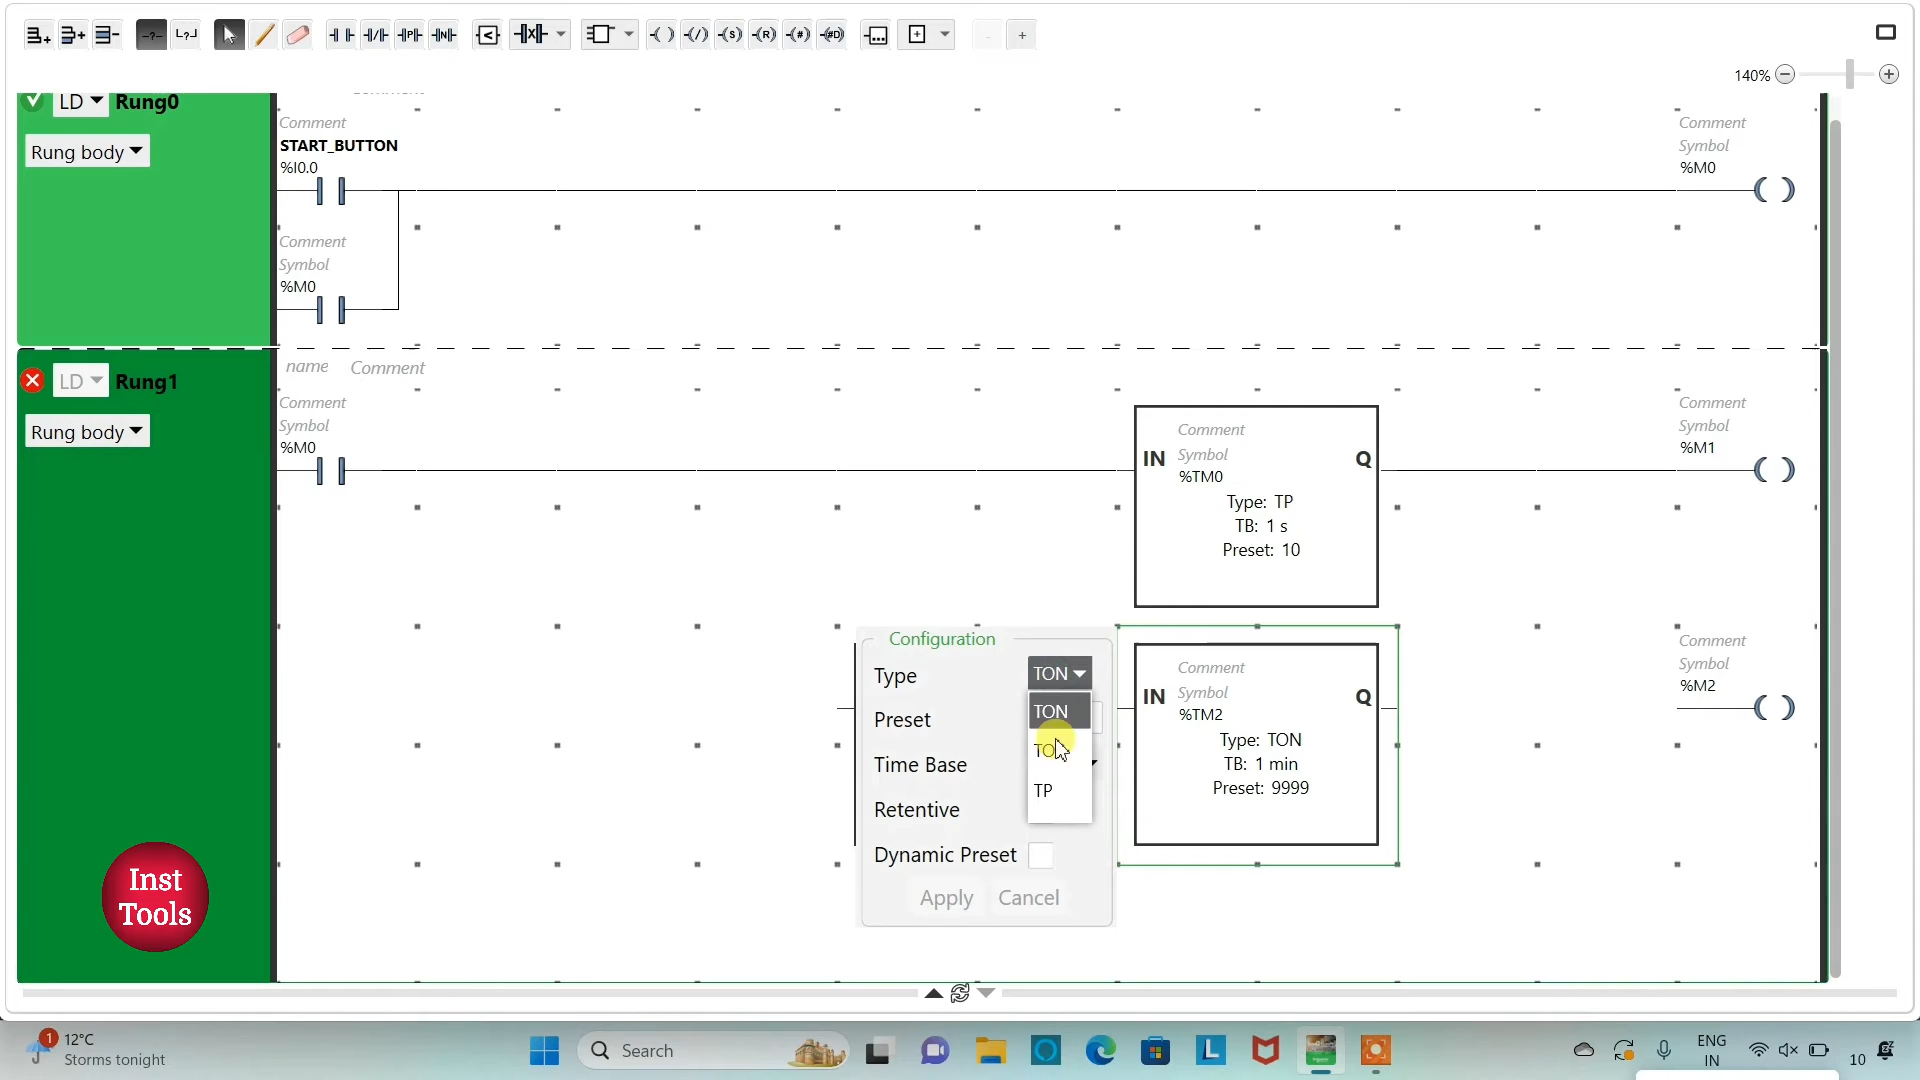 140%
LD Rung0
Comment
Rung body
START_BUTTON
%I0.0
Comment
Symbol
%M0
Comment
Symbol
%M0
LD Rung1
name Comment
Rung body
Comment
Symbol
%M0
Comment
Symbol
IN Q
%TM0
Type: TP
TB: 1 s
Preset: 10
Comment
Symbol
%M1
Configuration
Type TON
TON
Preset
Time Base
TP
Retentive
Dynamic Preset
Apply Cancel
Comment
Symbol
IN Q
%TM2
Type: TON
TB: 1 min
Preset: 9999
Comment
Symbol
%M2
Inst
Tools
1
12°C
Storms tonight
Search
ENG
IN
10